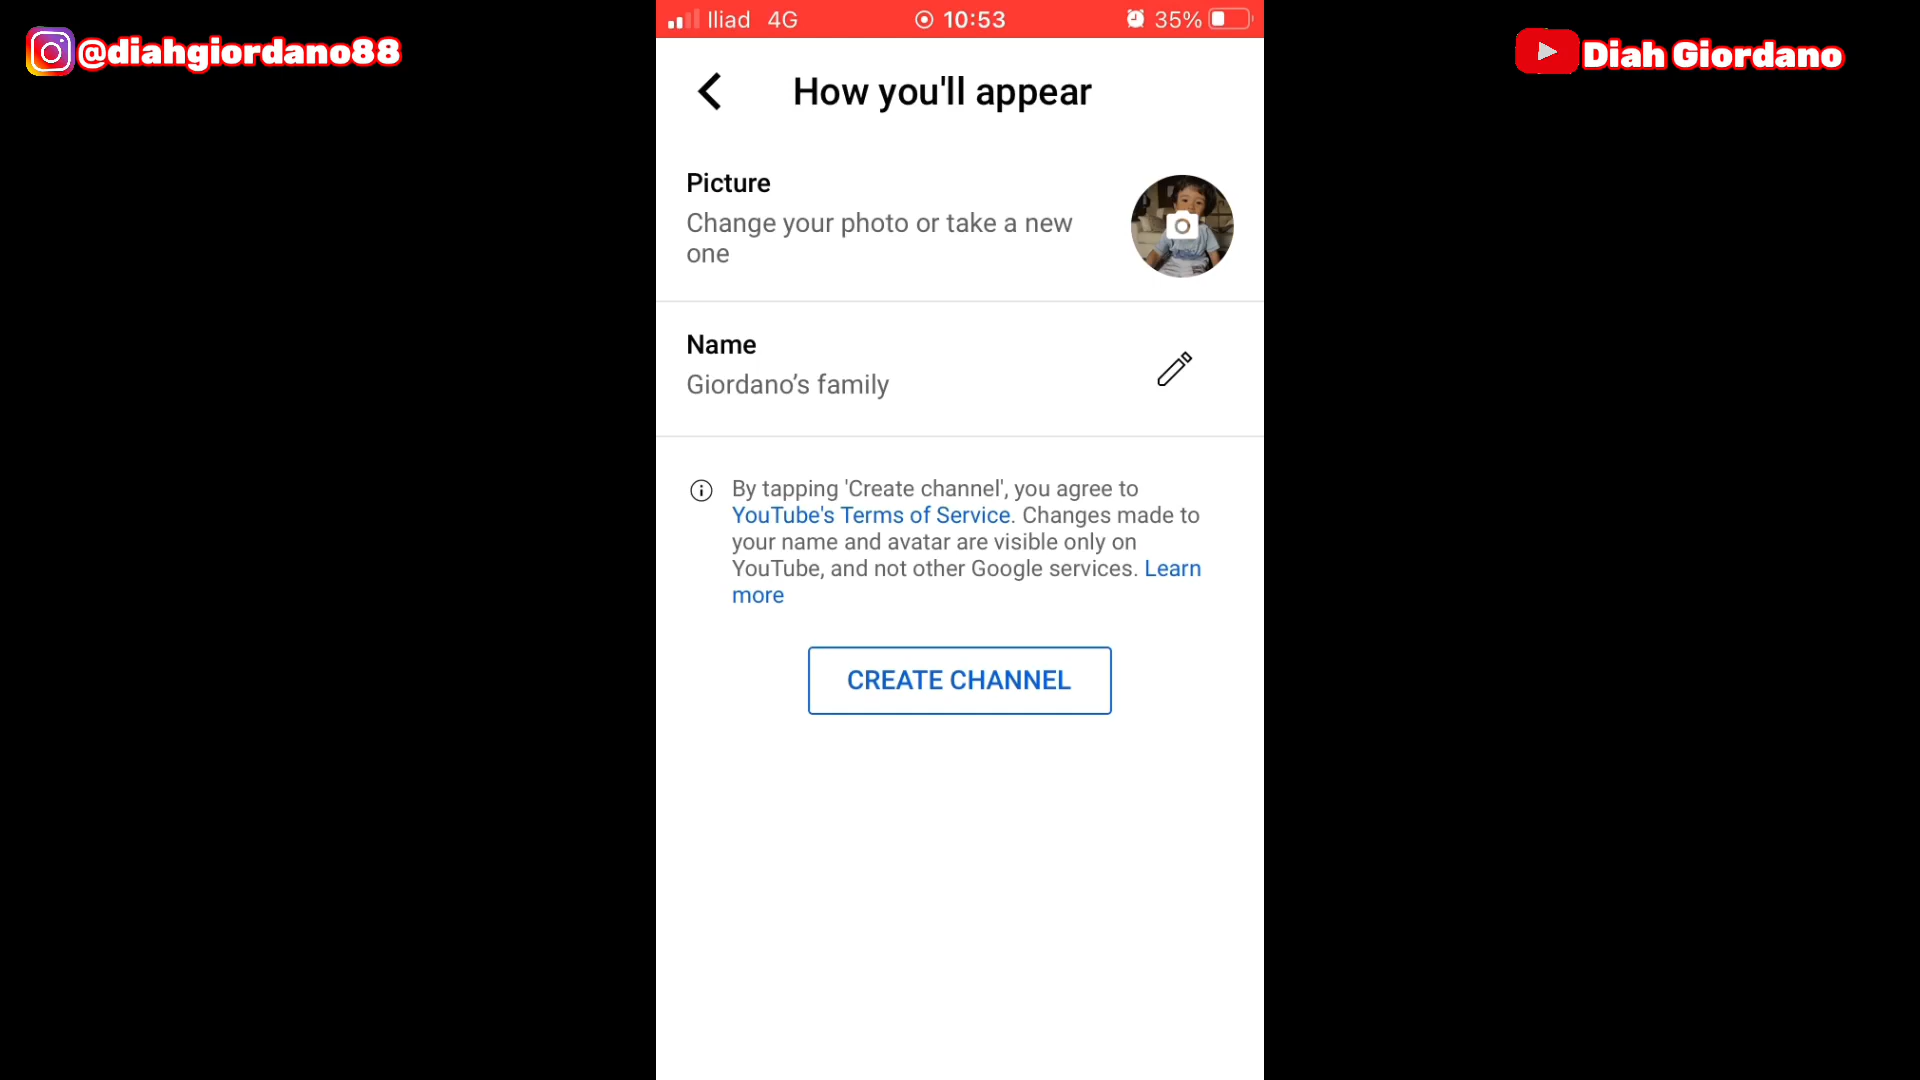 @diahgiordano88
Iliad 4G 10:53 35%
Diah Giordano
How you'll appear
Picture
Change your photo or take a new
one
Name
Giordano’s family
By tapping 'Create channel', you agree to
YouTube's Terms of Service. Changes made to
your name and avatar are visible only on
YouTube, and not other Google services. Learn
more
CREATE CHANNEL